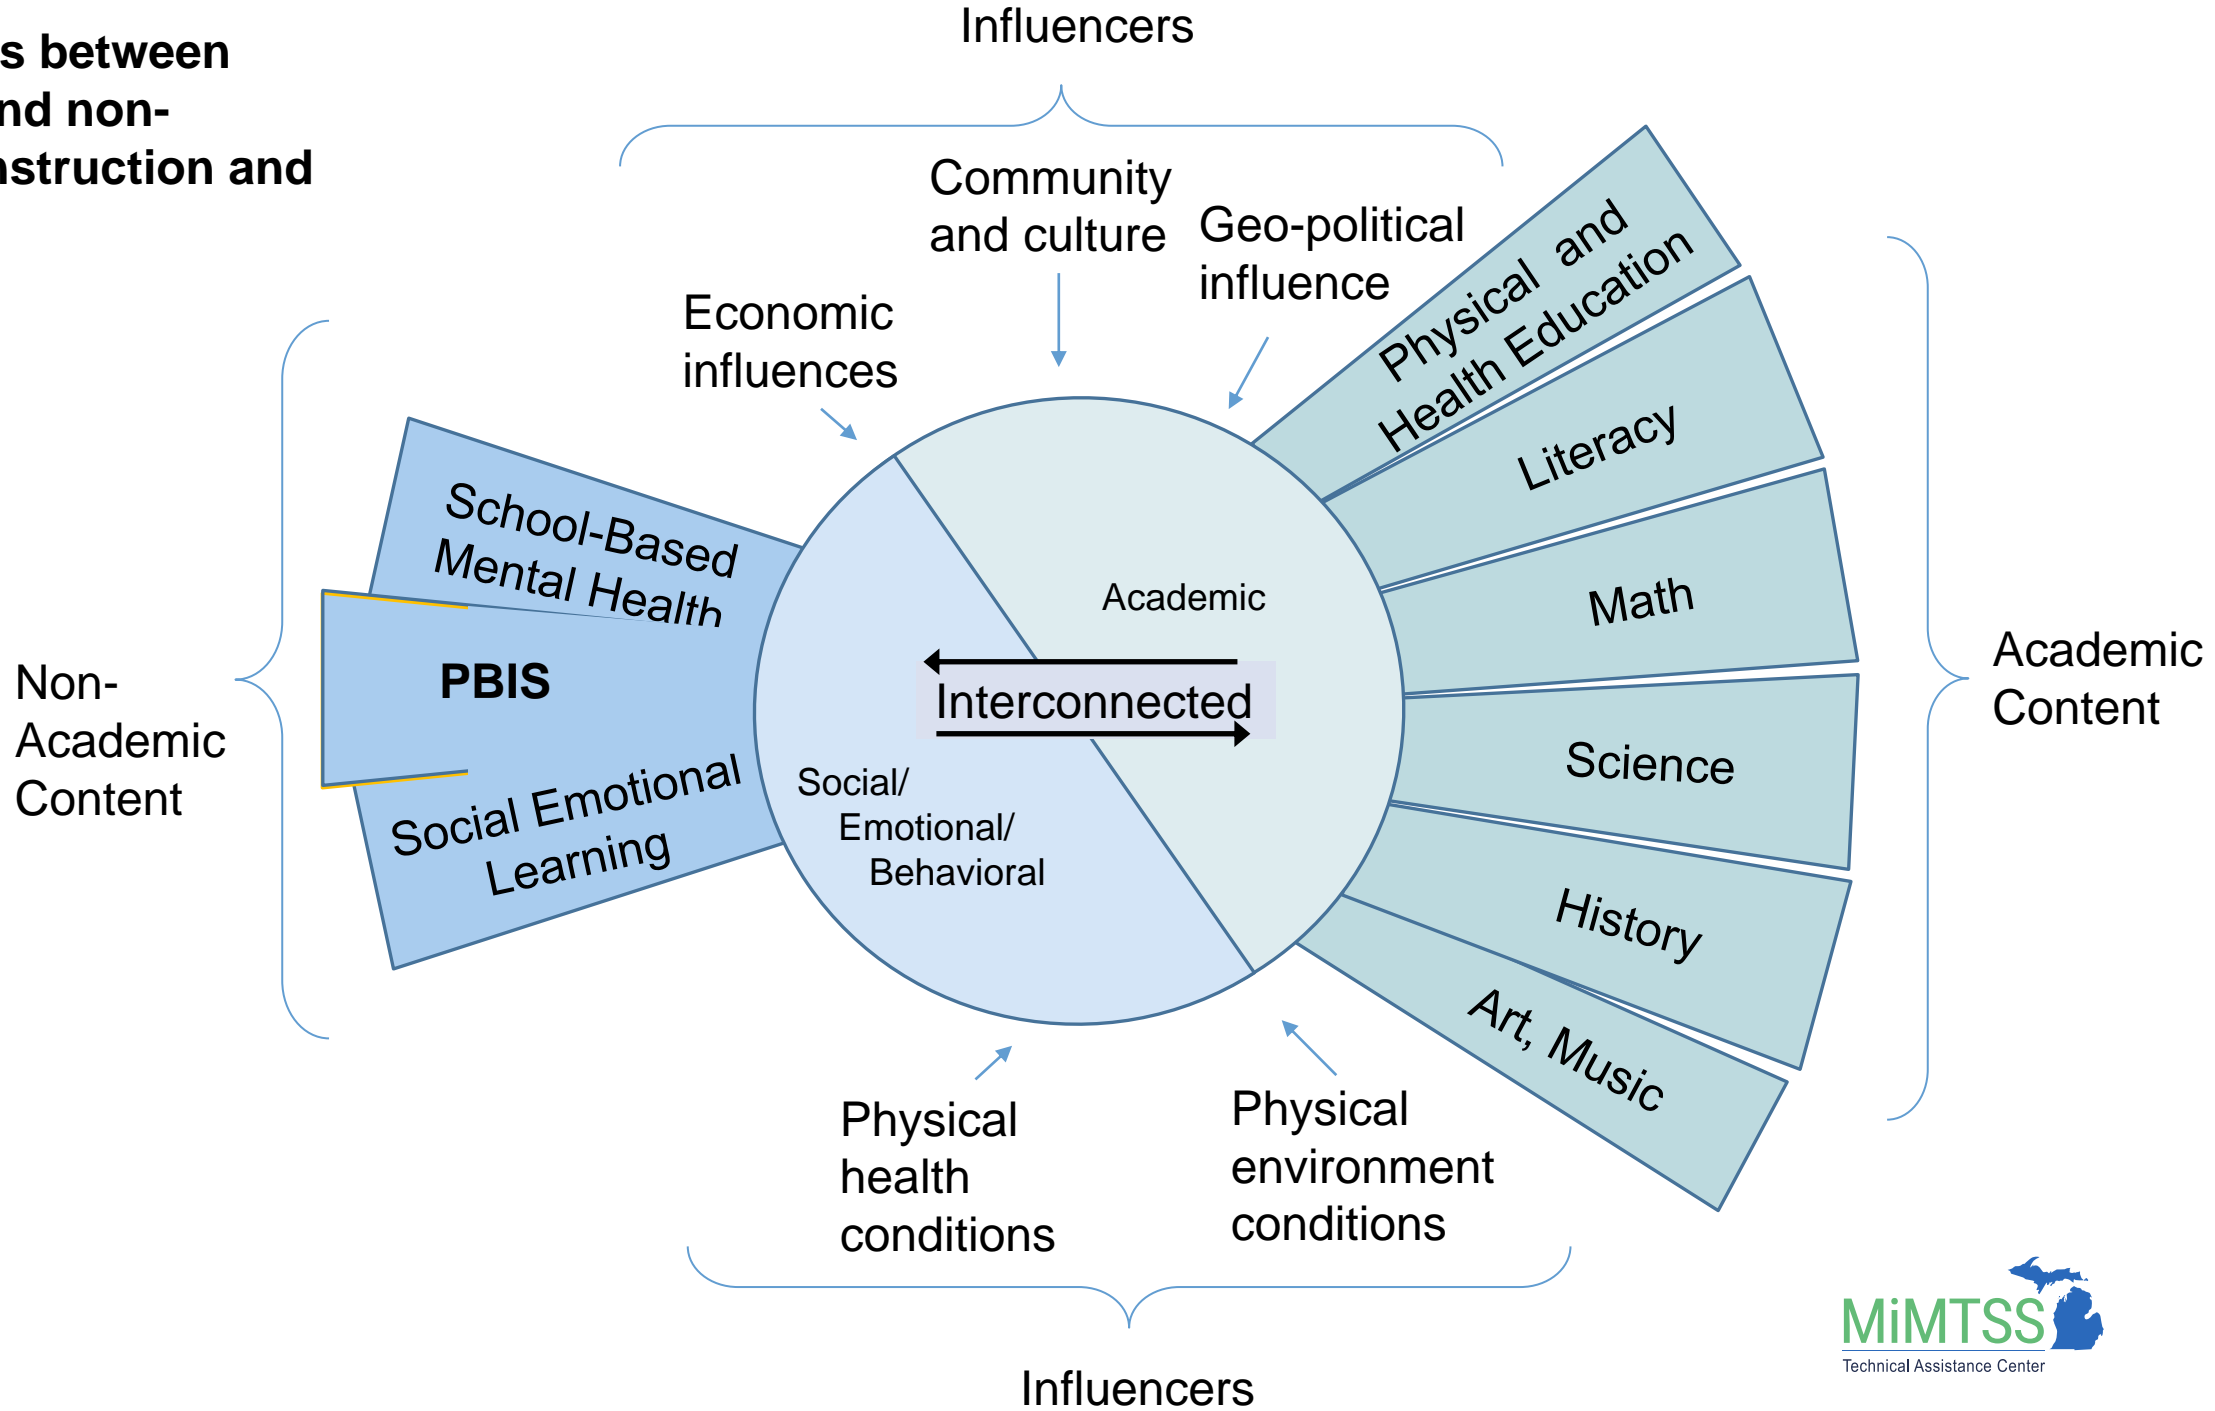 s between
nd non-
nstruction and
Influencers
Community
and culture
Geo-political
influence
Economic
influences
Physical and
Health Education
Literacy
Math
Science
History
Art, Music
Academic
Content
School-Based
Mental Health
PBIS
Social Emotional
Learning
Non-
Academic
Content
Academic
Interconnected
Social/
Emotional/
Behavioral
Physical
health
conditions
Physical
environment
conditions
Influencers
MiMTSS
Technical Assistance Center